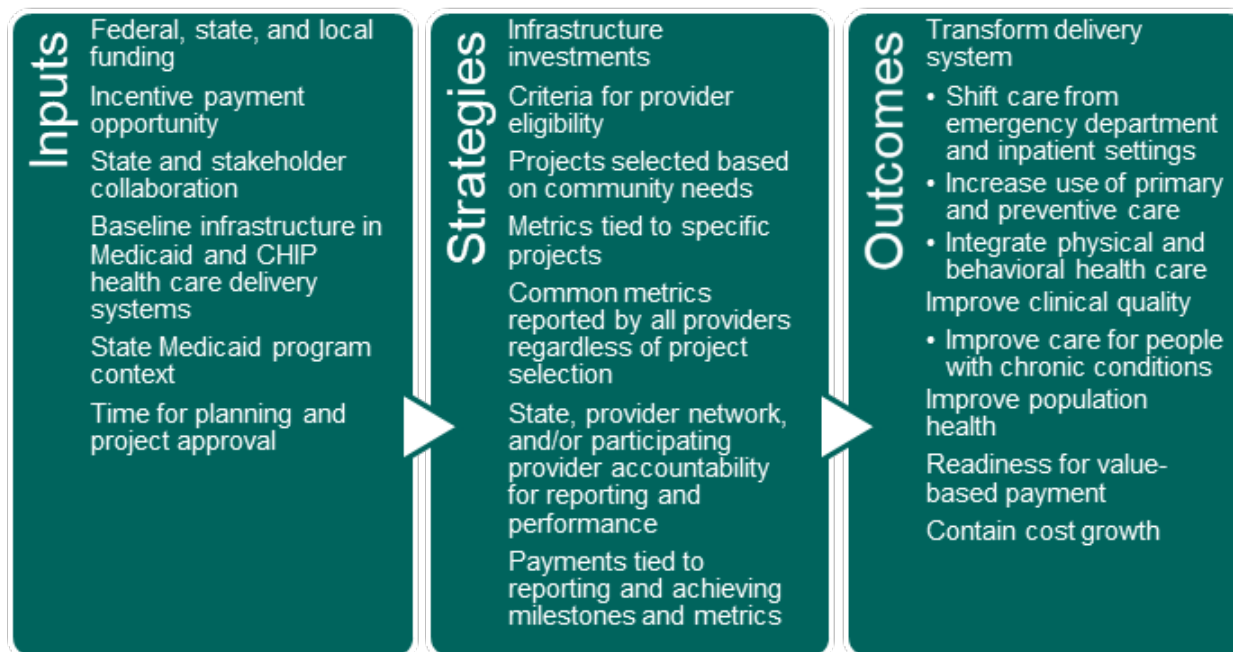 Inputs
Federal, state, and local
funding
Incentive payment
opportunity
State and stakeholder
collaboration
Baseline infrastructure in
Medicaid and CHIP
health care delivery
systems
State Medicaid program
context
Time for planning and
project approval
Strategies
Infrastructure
investments
Criteria for provider
eligibility
Projects selected based
on community needs
Metrics tied to specific
projects
Common metrics
reported by all providers
regardless of project
selection
State, provider network,
and/or participating
provider accountability
for reporting and
performance
Payments tied to
reporting and achieving
milestones and metrics
Outcomes
Transform delivery
system
• Shift care from
emergency department
and inpatient settings
• Increase use of primary
and preventive care
• Integrate physical and
behavioral health care
Improve clinical quality
• Improve care for people
with chronic conditions
Improve population
health
Readiness for value-
based payment
Contain cost growth